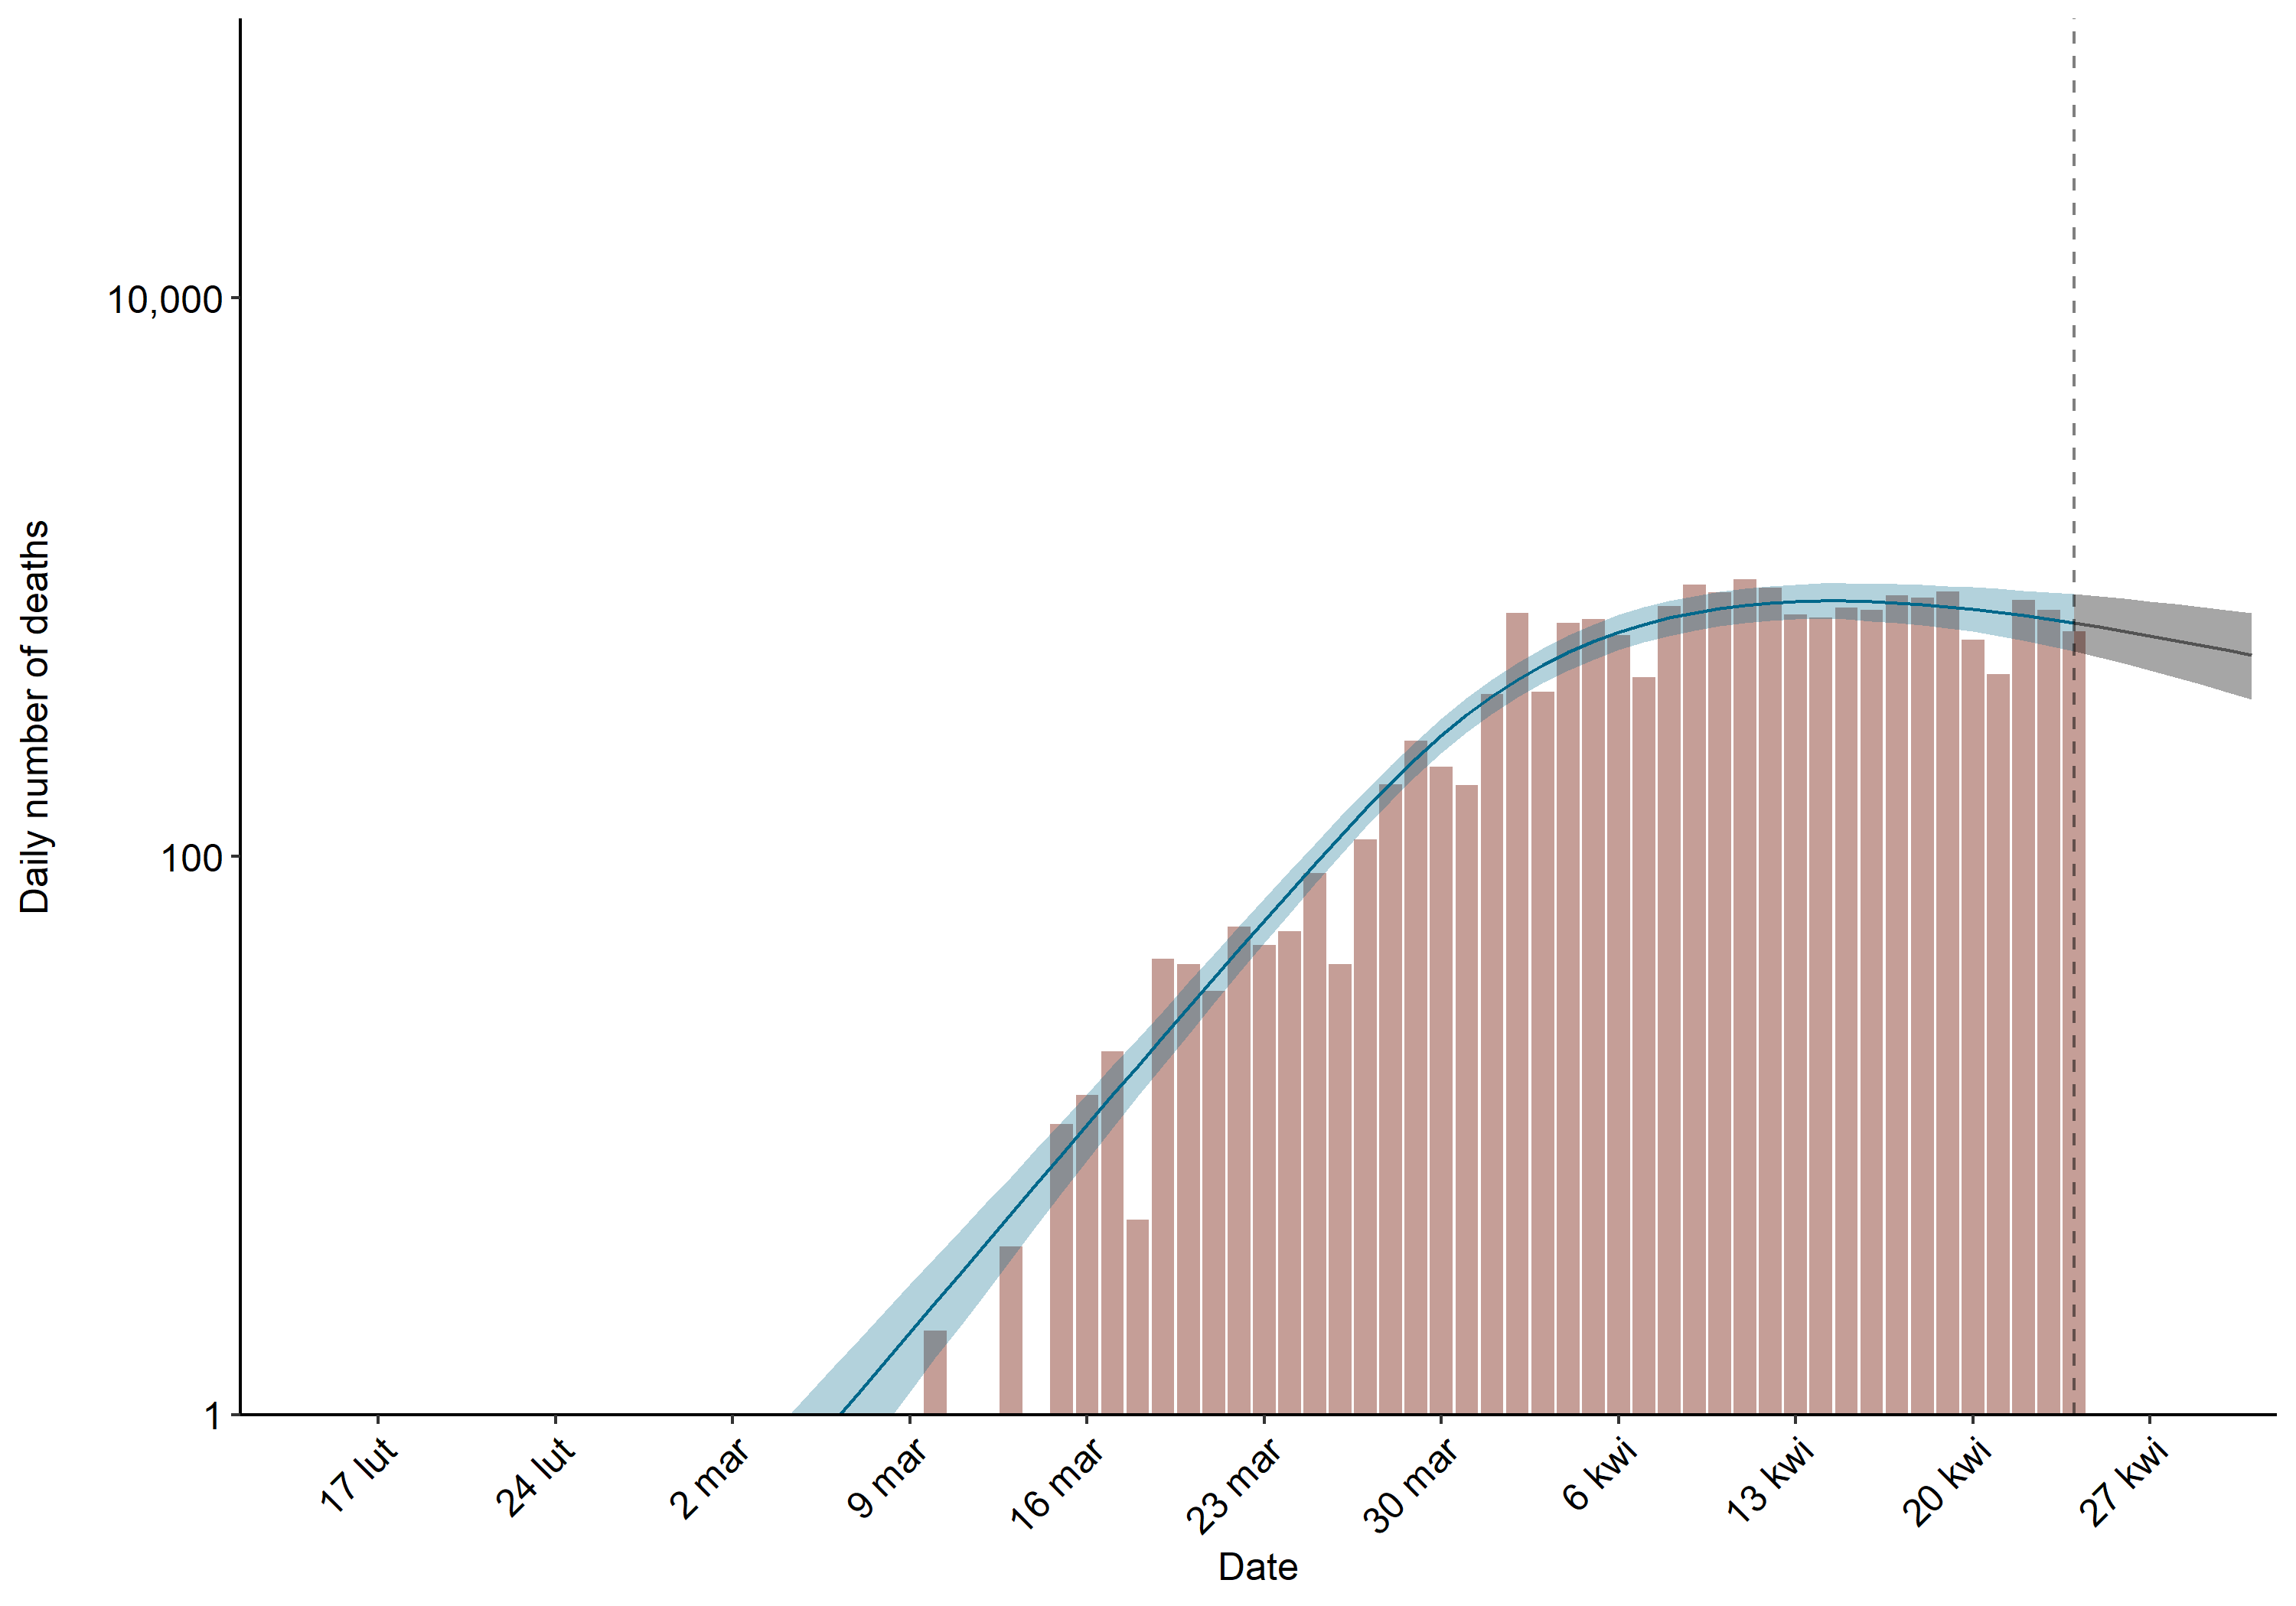 10,000
100
1
Daily number of deaths
17 lut
24 lut
2 mar
9 mar
16 mar
23 mar
30 mar
6 kwi
13 kwi
20 kwi
27 kwi
Date